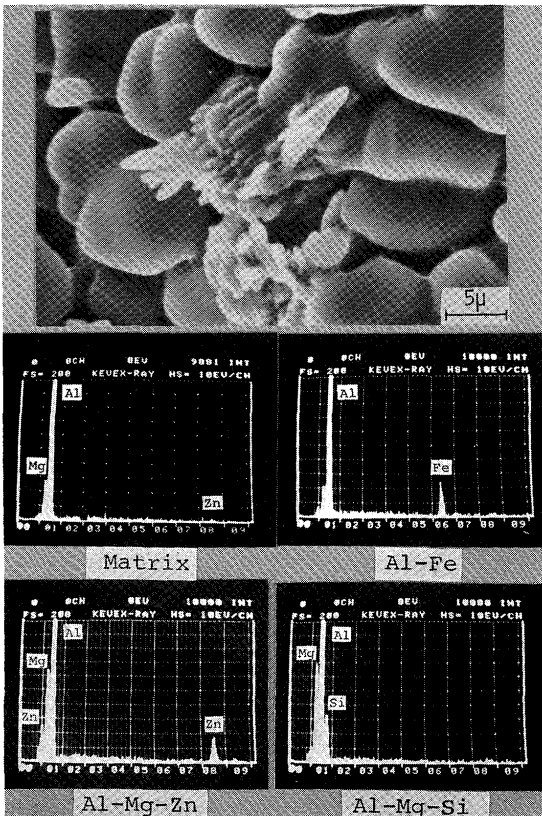 5μ
0 0CH 0EV 9081 INT
FS= 200 KEVEX-RAY HS= 10EV/CH
Al
Mg
Zn
00 01 02 03 04 05 06 07 08 09
Matrix
0 0CH 0EV 10000 INT
FS= 200 KEVEX-RAY HS= 10EV/CH
Al
Fe
00 01 02 03 04 05 06 07 08 09
Al-Fe
0 0CH 0EV 10000 INT
FS= 200 KEVEX-RAY HS= 10EV/CH
Al
Mg
Zn
Zn
00 01 02 03 04 05 06 07 08 09
Al-Mg-Zn
0 0CH 0EV 10000 INT
FS= 200 KEVEX-RAY HS= 10EV/CH
Al
Mg
Si
00 01 02 03 04 05 06 07 08 09
Al-Mg-Si